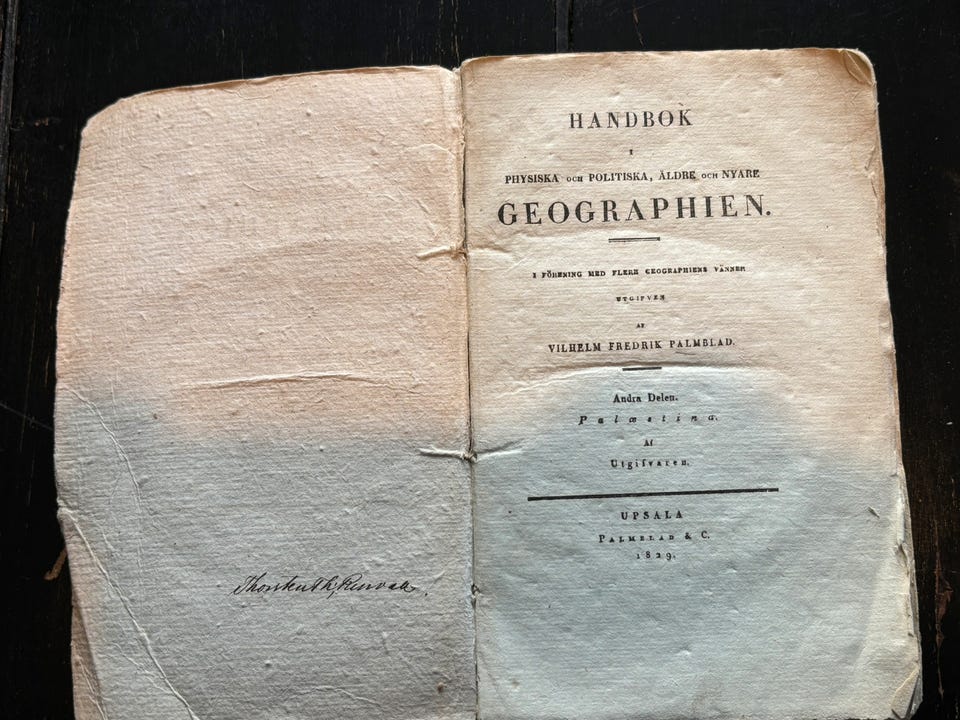 HANDBOK
I
PHYSISKA OCH POLITISKA, ÄLDRE OCH NYARE
GEOGRAPHIEN.
I FÖRENING MED FLERE GEOGRAPHIENS VÄNNER
UTGIFVEN
AF
VILHELM FREDRIK PALMBLAD.
Andra Delen.
Palæstina.
Af
Utgifvaren.
UPSALA
PALMBLAD & C.
1829.